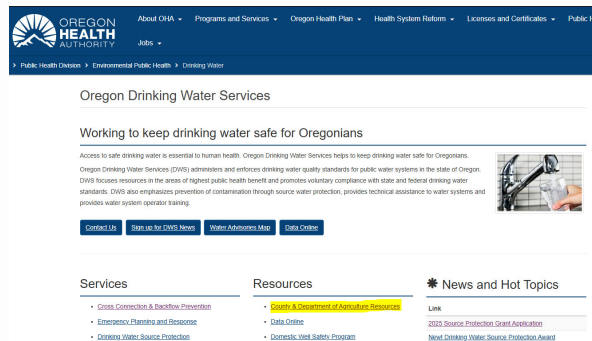 OREGON
HEALTH
AUTHORITY
About OHA
Programs and Services
Oregon Health Plan
Health System Reform
Licenses and Certificates
Public H
Jobs
> Public Health Division > Environmental Public Health > Drinking Water
Oregon Drinking Water Services
Working to keep drinking water safe for Oregonians
Access to safe drinking water is essential to human health. Oregon Drinking Water Services helps to keep drinking water safe for Oregonians.
Oregon Drinking Water Services (DWS) administers and enforces drinking water quality standards for public water systems in the state of Oregon.
DWS focuses resources in the areas of highest public health benefit and promotes voluntary compliance with state and federal drinking water
standards. DWS also emphasizes prevention of contamination through source water protection, provides technical assistance to water systems and
provides water system operator training.
Contact Us
Sign up for DWS News
Water Advisories Map
Data Online
Services
• Cross Connection & Backflow Prevention
• Emergency Planning and Response
• Drinking Water Source Protection
Resources
• County & Department of Agriculture Resources
• Data Online
• Domestic Well Safety Program
News and Hot Topics
Link
2025 Source Protection Grant Application
New! Drinking Water Source Protection Award